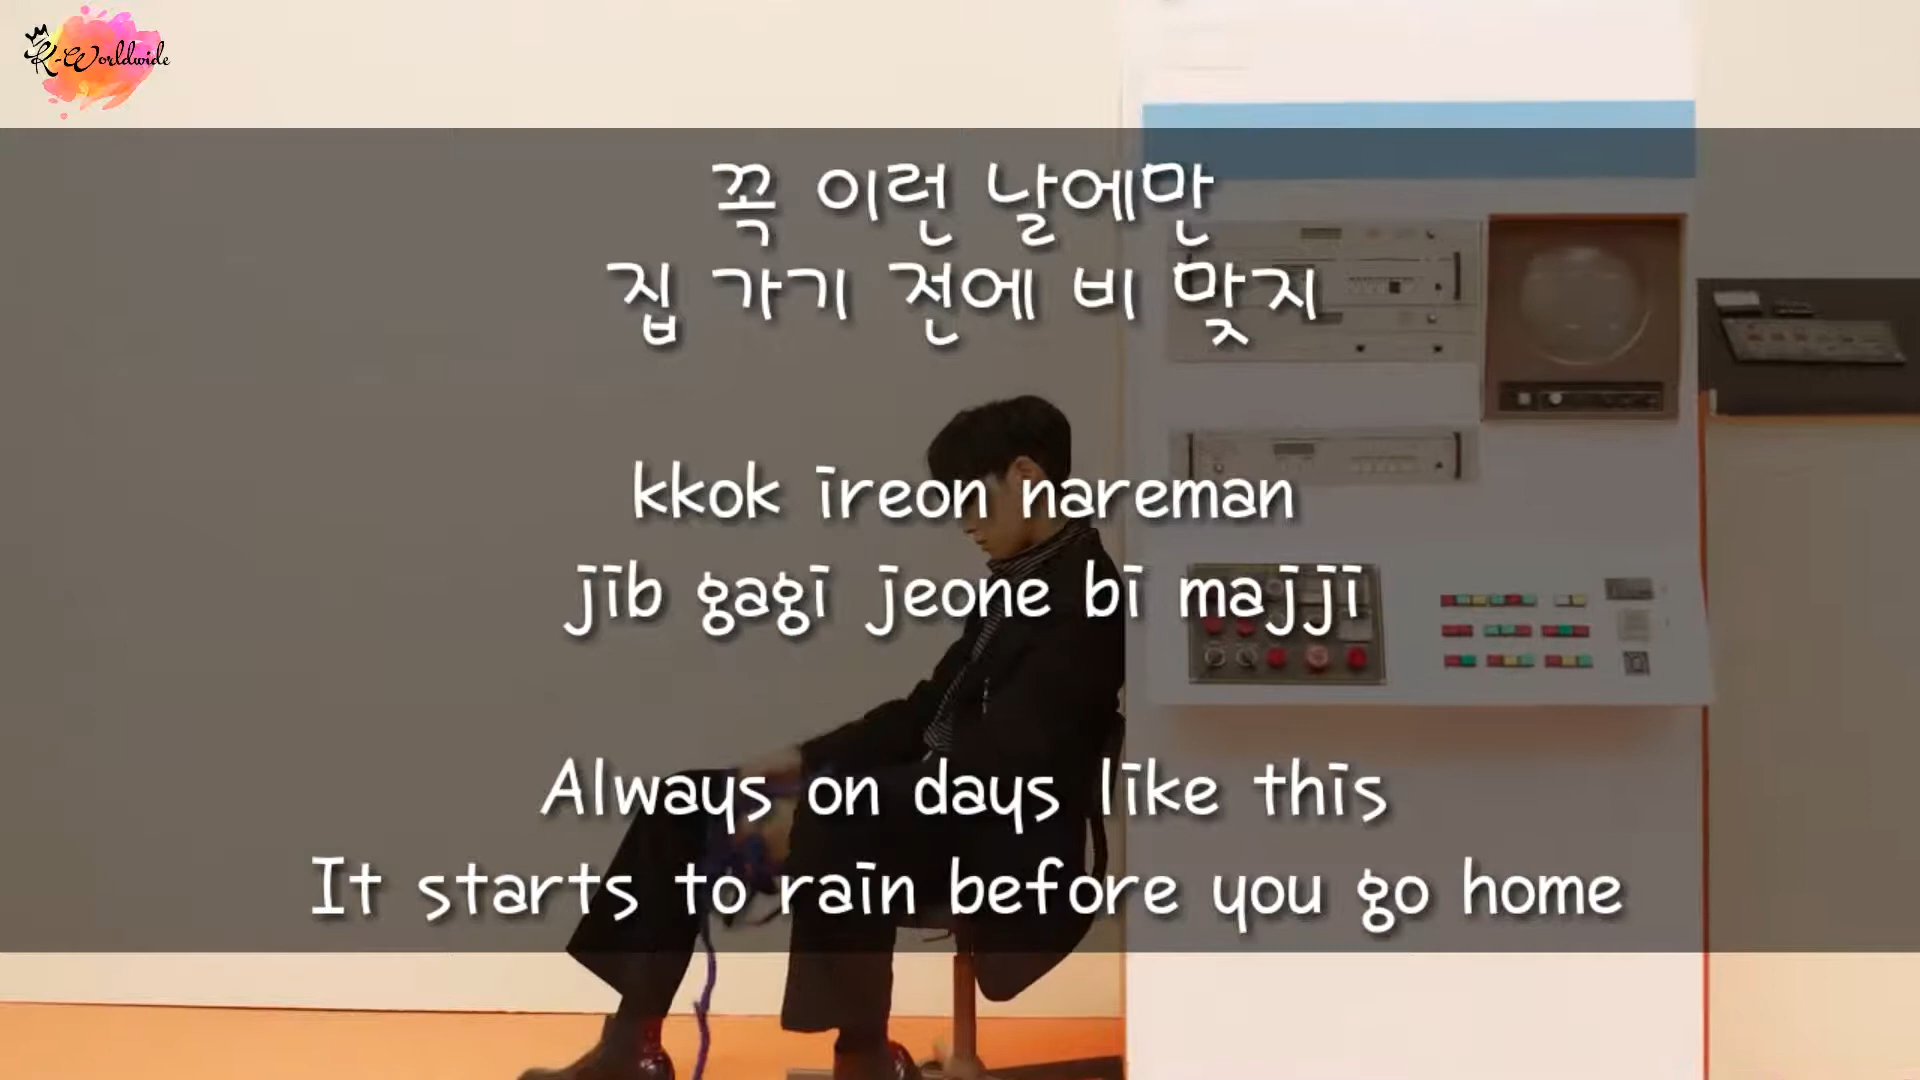 K-Worldwide
꼭 이런 날에만
집 가기 전에 비 맞지
kkok ireon nareman
jib gagi jeone bi majji
Always on days like this
It starts to rain before you go home